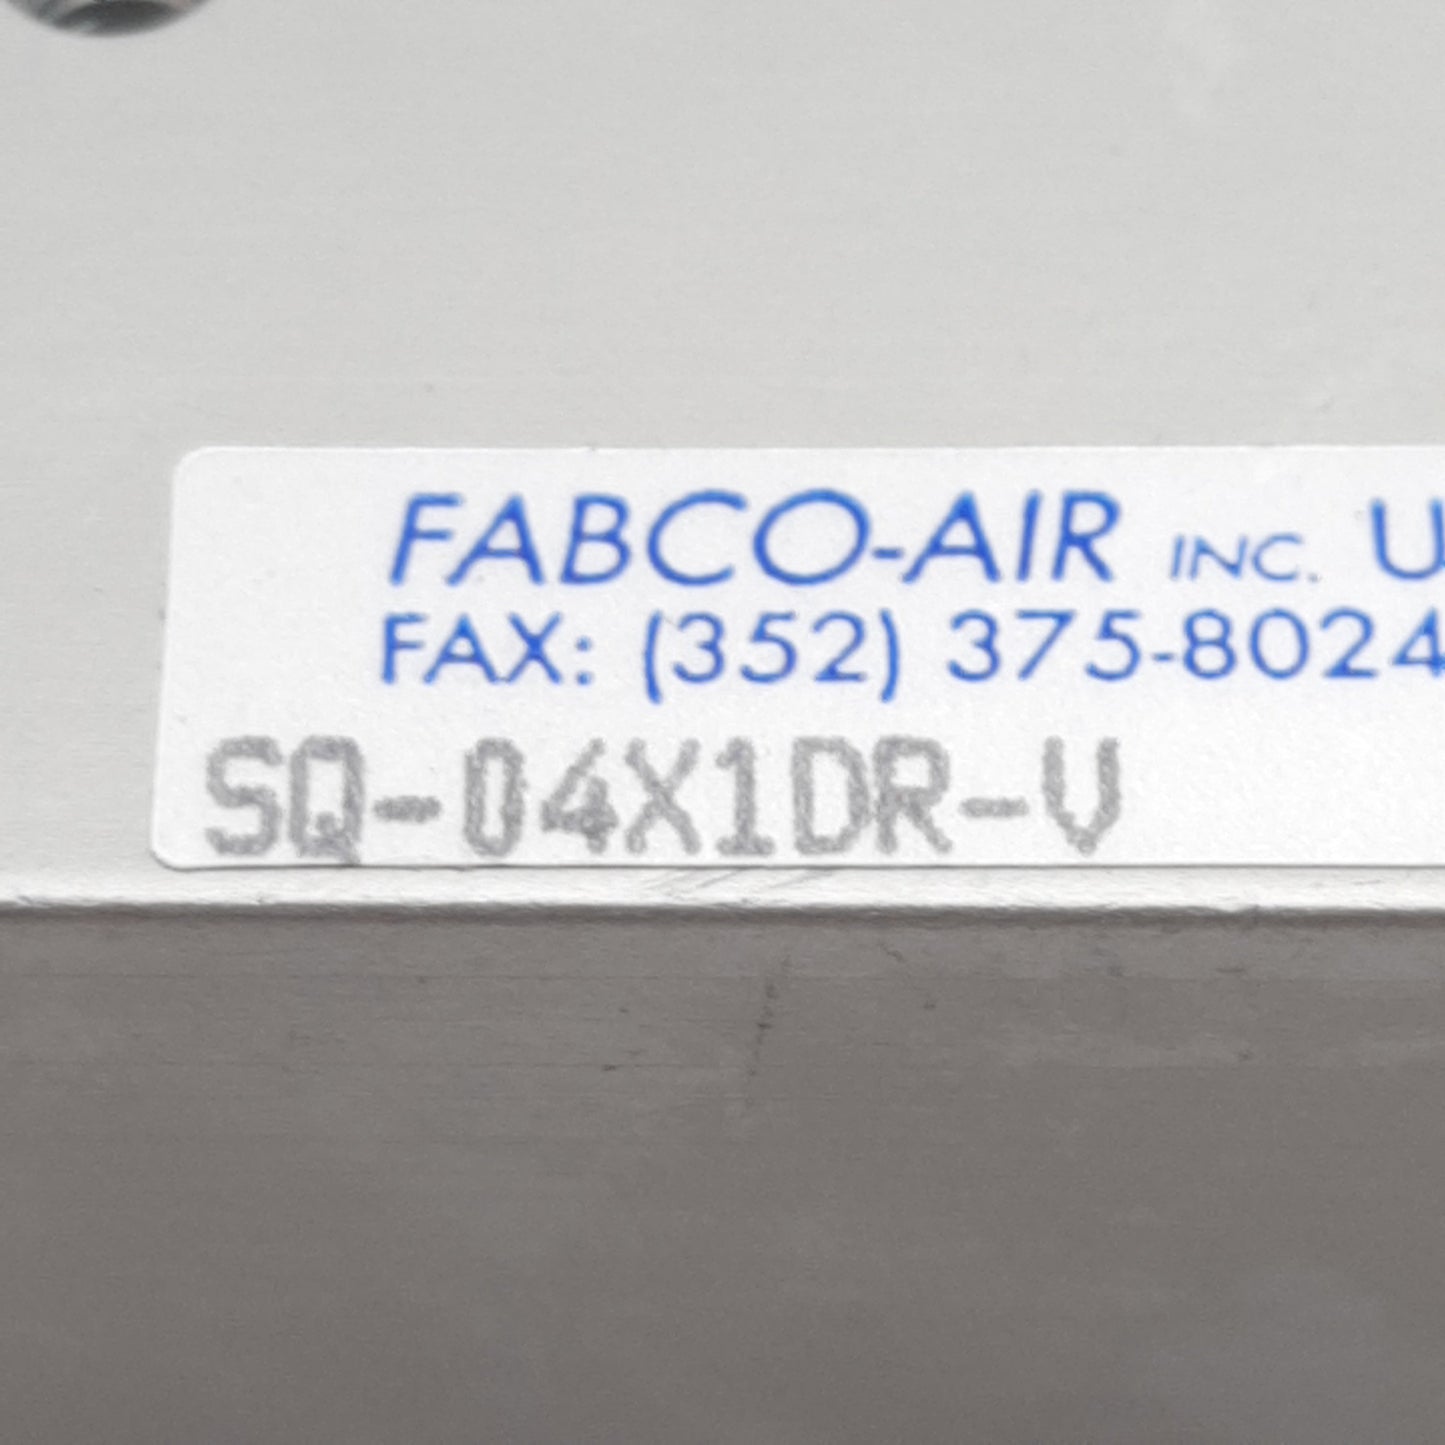 FABCO-AIR INC. U
FAX: (352) 375-8024
SQ-04X1DR-V